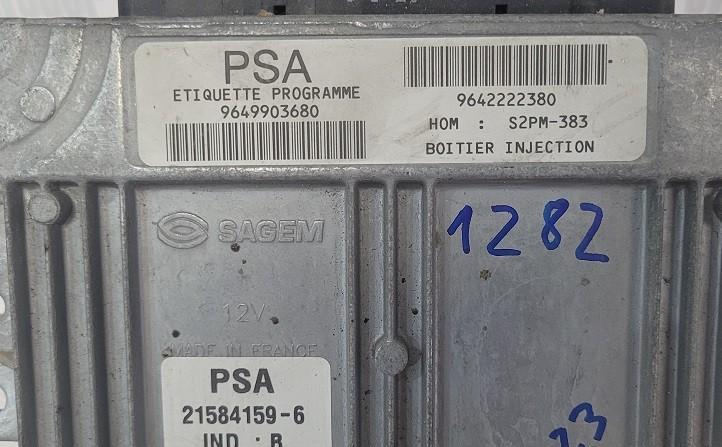 PSA
ETIQUETTE PROGRAMME
9649903680
9642222380
HOM : S2PM-383
BOITIER INJECTION
SAGEM
1282
12V
MADE IN FRANCE
PSA
21584159-6
IND : B